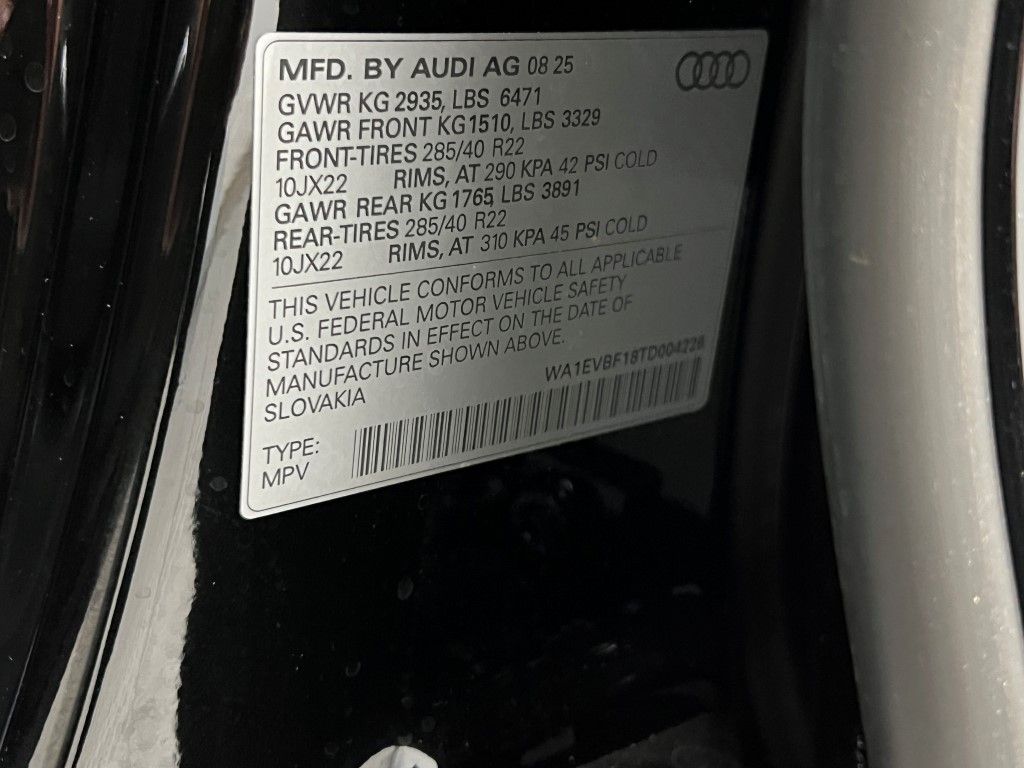 MFD. BY AUDI AG 08 25
GVWR KG 2935, LBS 6471
GAWR FRONT KG 1510, LBS 3329
FRONT-TIRES 285/40 R22
10JX22 RIMS, AT 290 KPA 42 PSI COLD
GAWR REAR KG 1765, LBS 3891
REAR-TIRES 285/40 R22
10JX22 RIMS, AT 310 KPA 45 PSI COLD
THIS VEHICLE CONFORMS TO ALL APPLICABLE
U.S. FEDERAL MOTOR VEHICLE SAFETY
STANDARDS IN EFFECT ON THE DATE OF
MANUFACTURE SHOWN ABOVE.
SLOVAKIA
WA1EVBF18TD004226
TYPE:
MPV